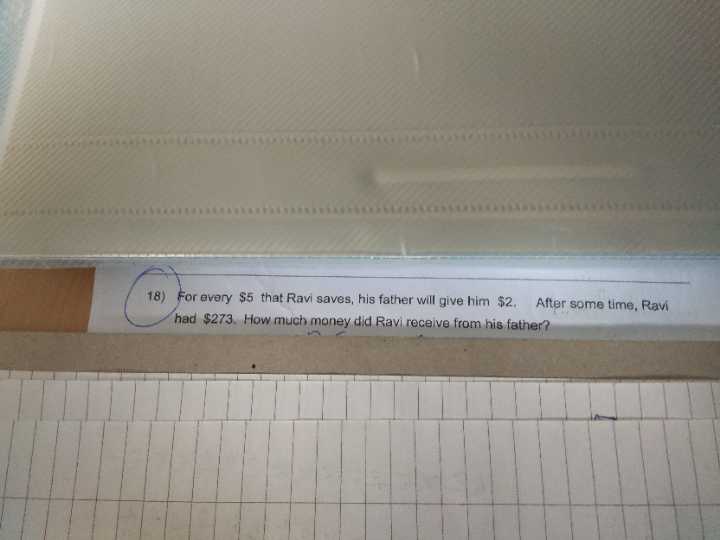 18) For every $5 that Ravi saves, his father will give him $2. After some time, Ravi
had $273. How much money did Ravi receive from his father?